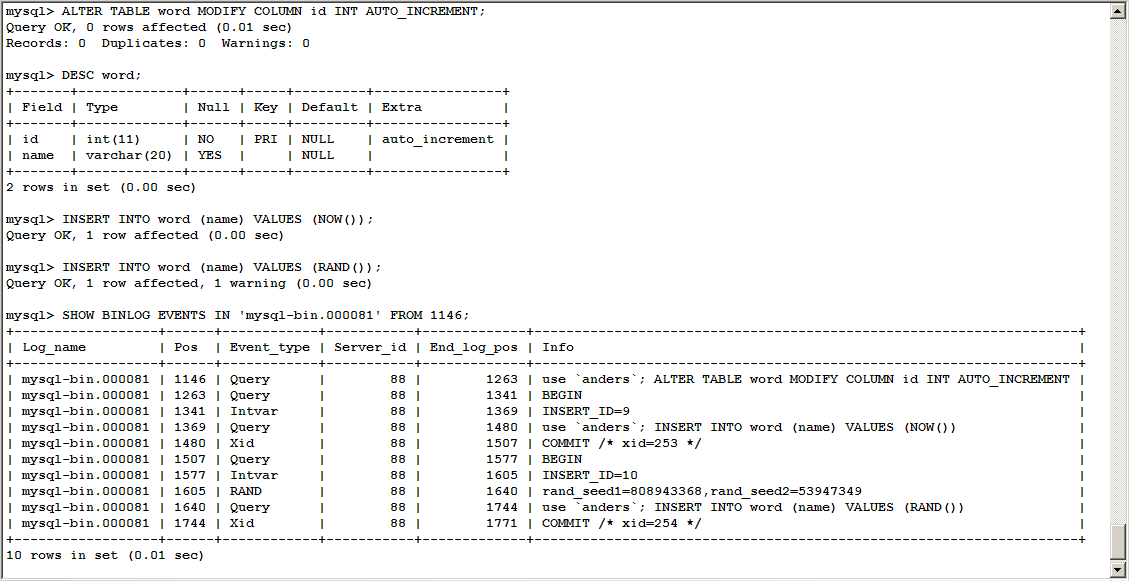 mysql> ALTER TABLE word MODIFY COLUMN id INT AUTO_INCREMENT;
Query OK, 0 rows affected (0.01 sec)
Records: 0  Duplicates: 0  Warnings: 0

mysql> DESC word;
+-------+-------------+------+-----+---------+----------------+
| Field | Type        | Null | Key | Default | Extra          |
+-------+-------------+------+-----+---------+----------------+
| id    | int(11)     | NO   | PRI | NULL    | auto_increment |
| name  | varchar(20) | YES  |     | NULL    |                |
+-------+-------------+------+-----+---------+----------------+
2 rows in set (0.00 sec)

mysql> INSERT INTO word (name) VALUES (NOW());
Query OK, 1 row affected (0.00 sec)

mysql> INSERT INTO word (name) VALUES (RAND());
Query OK, 1 row affected, 1 warning (0.00 sec)

mysql> SHOW BINLOG EVENTS IN 'mysql-bin.000081' FROM 1146;
+------------------+------+------------+-----------+-------------+--------------------------------------------------------------------+
| Log_name         | Pos  | Event_type | Server_id | End_log_pos | Info                                                               |
+------------------+------+------------+-----------+-------------+--------------------------------------------------------------------+
| mysql-bin.000081 | 1146 | Query      |        88 |        1263 | use `anders`; ALTER TABLE word MODIFY COLUMN id INT AUTO_INCREMENT |
| mysql-bin.000081 | 1263 | Query      |        88 |        1341 | BEGIN                                                              |
| mysql-bin.000081 | 1341 | Intvar     |        88 |        1369 | INSERT_ID=9                                                        |
| mysql-bin.000081 | 1369 | Query      |        88 |        1480 | use `anders`; INSERT INTO word (name) VALUES (NOW())               |
| mysql-bin.000081 | 1480 | Xid        |        88 |        1507 | COMMIT /* xid=253 */                                               |
| mysql-bin.000081 | 1507 | Query      |        88 |        1577 | BEGIN                                                              |
| mysql-bin.000081 | 1577 | Intvar     |        88 |        1605 | INSERT_ID=10                                                       |
| mysql-bin.000081 | 1605 | RAND       |        88 |        1640 | rand_seed1=808943368,rand_seed2=53947349                           |
| mysql-bin.000081 | 1640 | Query      |        88 |        1744 | use `anders`; INSERT INTO word (name) VALUES (RAND())              |
| mysql-bin.000081 | 1744 | Xid        |        88 |        1771 | COMMIT /* xid=254 */                                               |
+------------------+------+------------+-----------+-------------+--------------------------------------------------------------------+
10 rows in set (0.01 sec)